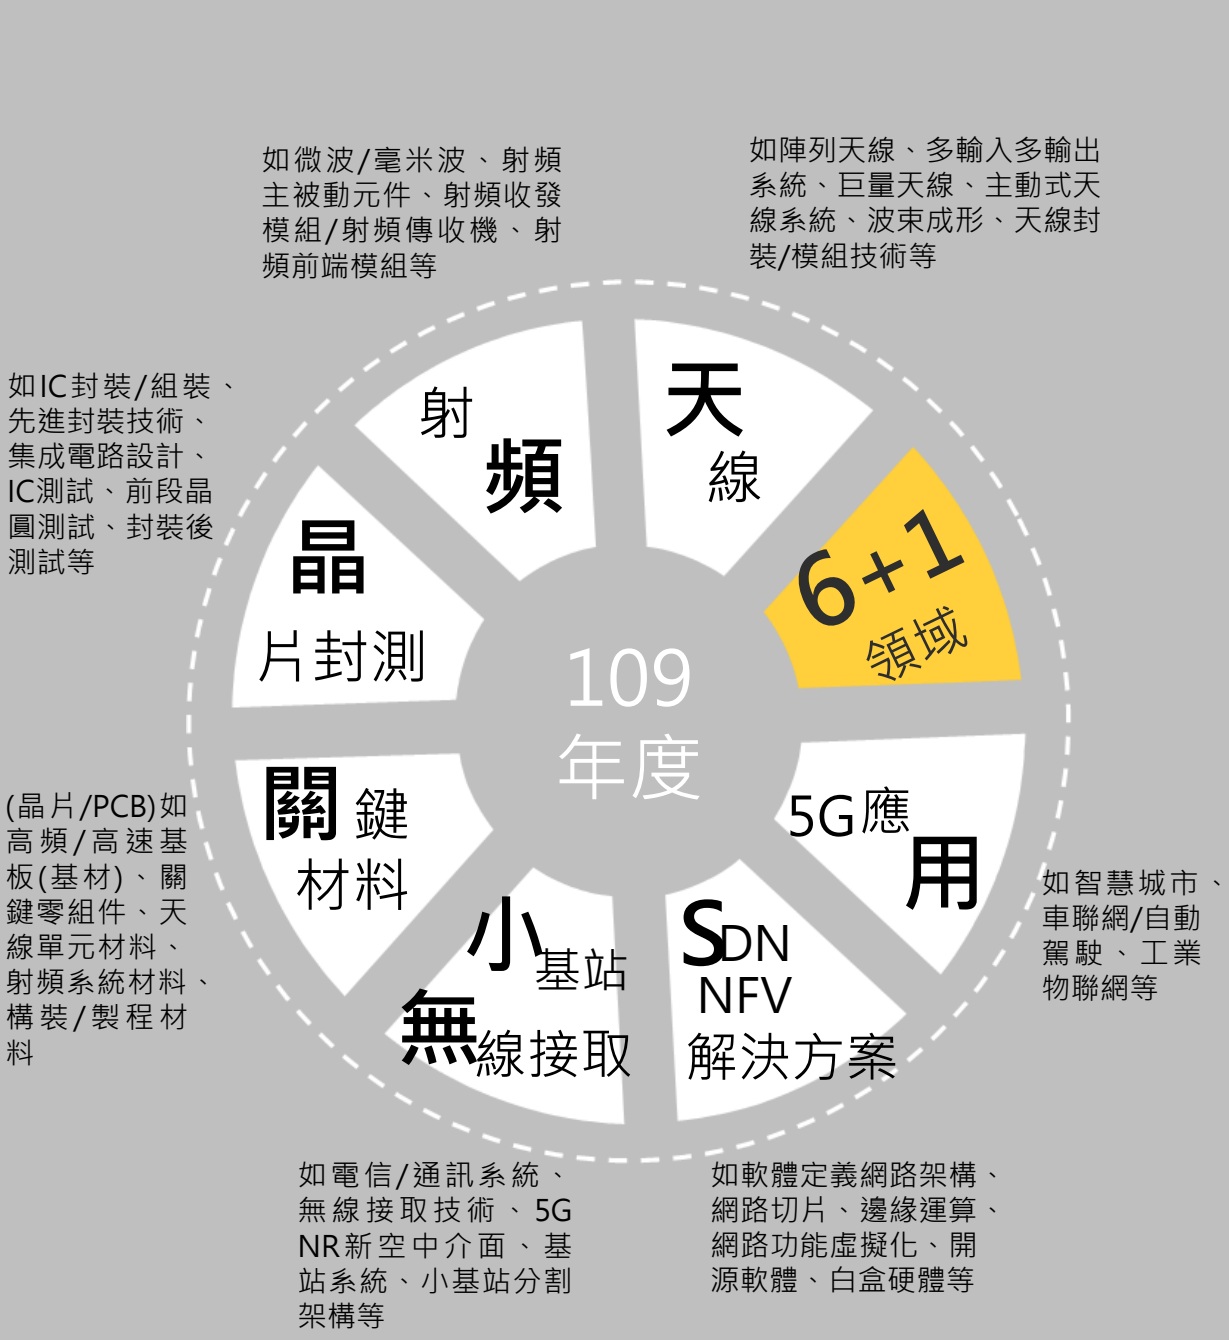 如微波/毫米波、射頻
主被動元件、射頻收發
模組/射頻傳收機、射
頻前端模組等
如陣列天線、多輸入多輸出
系統、巨量天線、主動式天
線系統、波束成形、天線封
裝/模組技術等
如IC封裝/組裝、
先進封裝技術、
集成電路設計、
IC測試、前段晶
圓測試、封裝後
測試等
射
頻
天
線
晶
片封測
6+1
領域
109
年度
(晶片/PCB)如
高頻/高速基
板(基材)、關
鍵零組件、天
線單元材料、
射頻系統材料、
構裝/製程材
料
關鍵
材料
5G應
用
如智慧城市、
車聯網/自動
駕駛、工業
物聯網等
小基站
無線接取
SDN
NFV
解決方案
如電信/通訊系統、
無線接取技術、5G
NR新空中介面、基
站系統、小基站分割
架構等
如軟體定義網路架構、
網路切片、邊緣運算、
網路功能虛擬化、開
源軟體、白盒硬體等